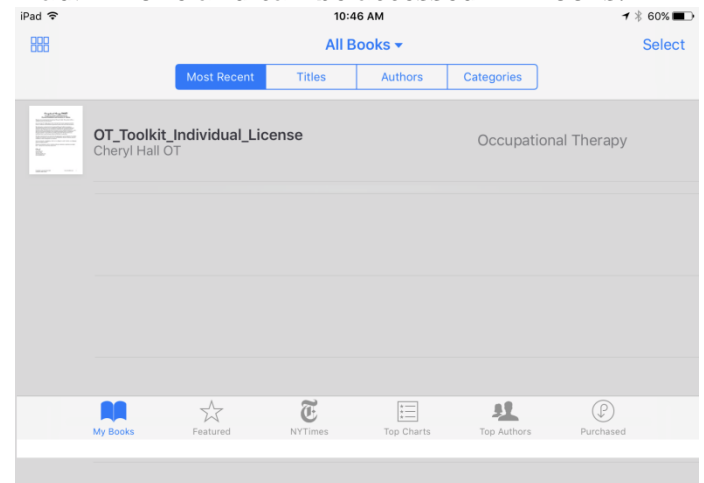 iPad 10:46 AM 60%
All Books Select
Most Recent Titles Authors Categories
OT_Toolkit_Individual_License
Cheryl Hall OT
Occupational Therapy
My Books Featured NYTimes Top Charts Top Authors Purchased